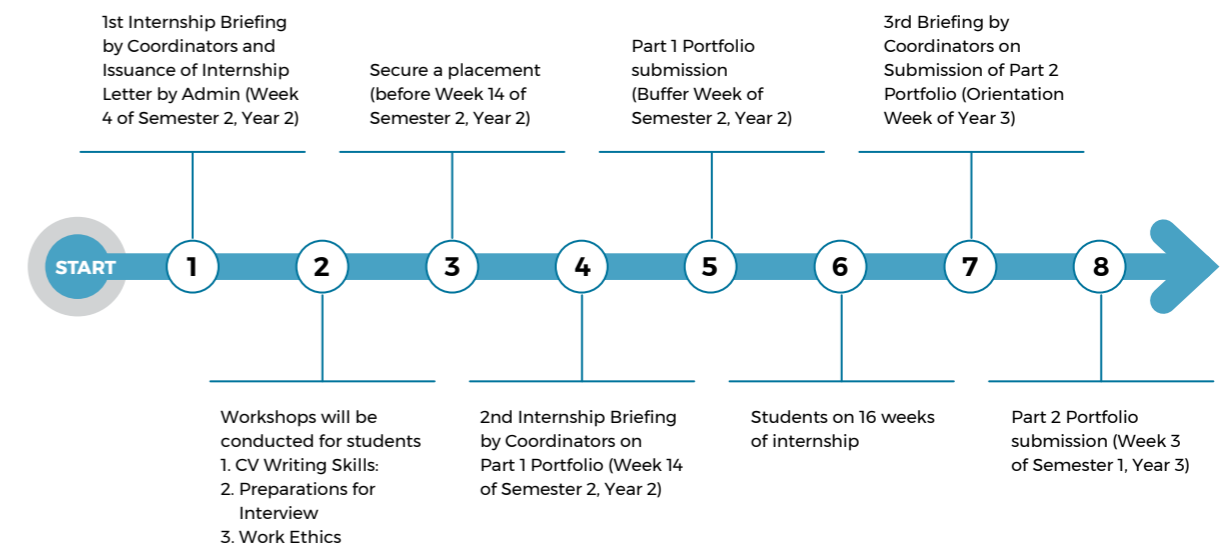 1st Internship Briefing
by Coordinators and
Issuance of Internship
Letter by Admin (Week
4 of Semester 2, Year 2)
Secure a placement
(before Week 14 of
Semester 2, Year 2)
Part 1 Portfolio
submission
(Buffer Week of
Semester 2, Year 2)
3rd Briefing by
Coordinators on
Submission of Part 2
Portfolio (Orientation
Week of Year 3)
START 1 2 3 4 5 6 7 8
Workshops will be
conducted for students
1. CV Writing Skills:
2. Preparations for
Interview
3. Work Ethics
2nd Internship Briefing
by Coordinators on
Part 1 Portfolio (Week 14
of Semester 2, Year 2)
Students on 16 weeks
of internship
Part 2 Portfolio
submission (Week 3
of Semester 1, Year 3)